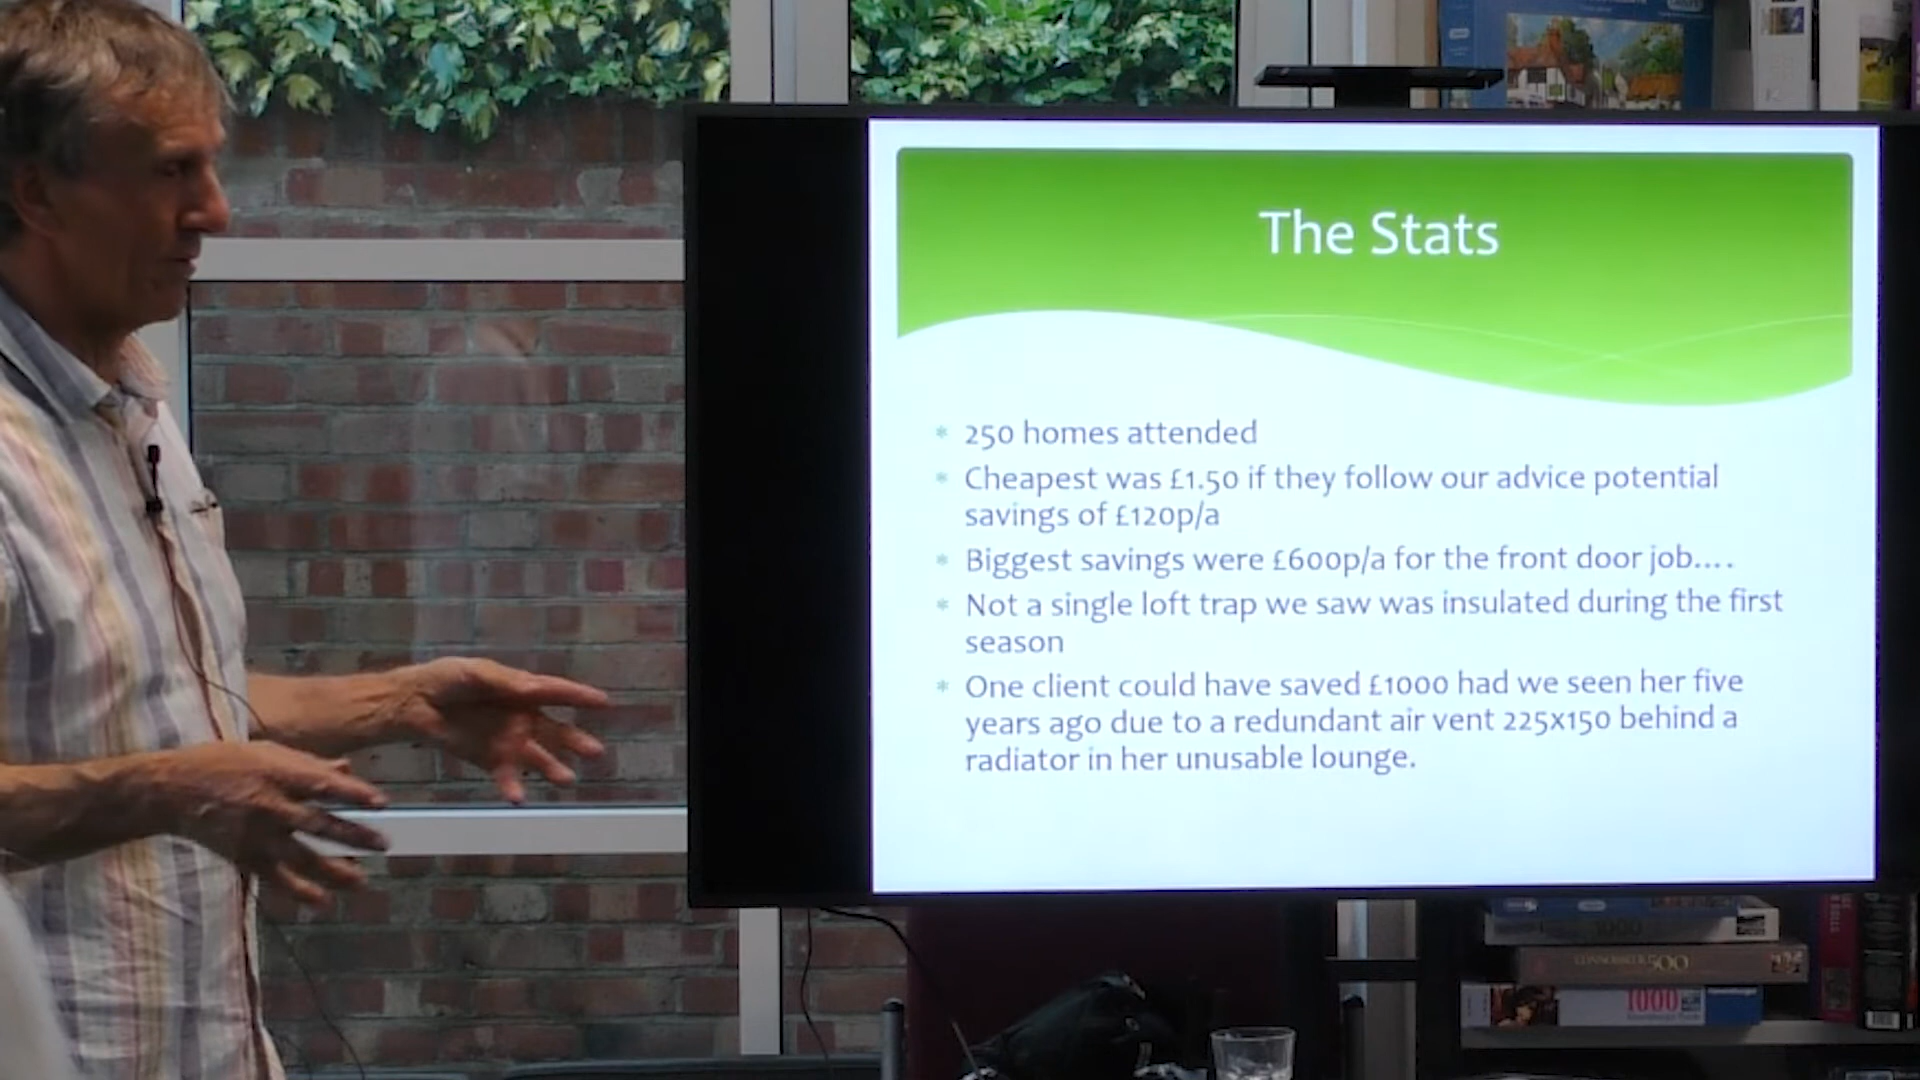 The Stats
* 250 homes attended
* Cheapest was £1.50 if they follow our advice potential
savings of £120p/a
* Biggest savings were £600p/a for the front door job....
* Not a single loft trap we saw was insulated during the first
season
* One client could have saved £1000 had we seen her five
years ago due to a redundant air vent 225x150 behind a
radiator in her unusable lounge.
1000